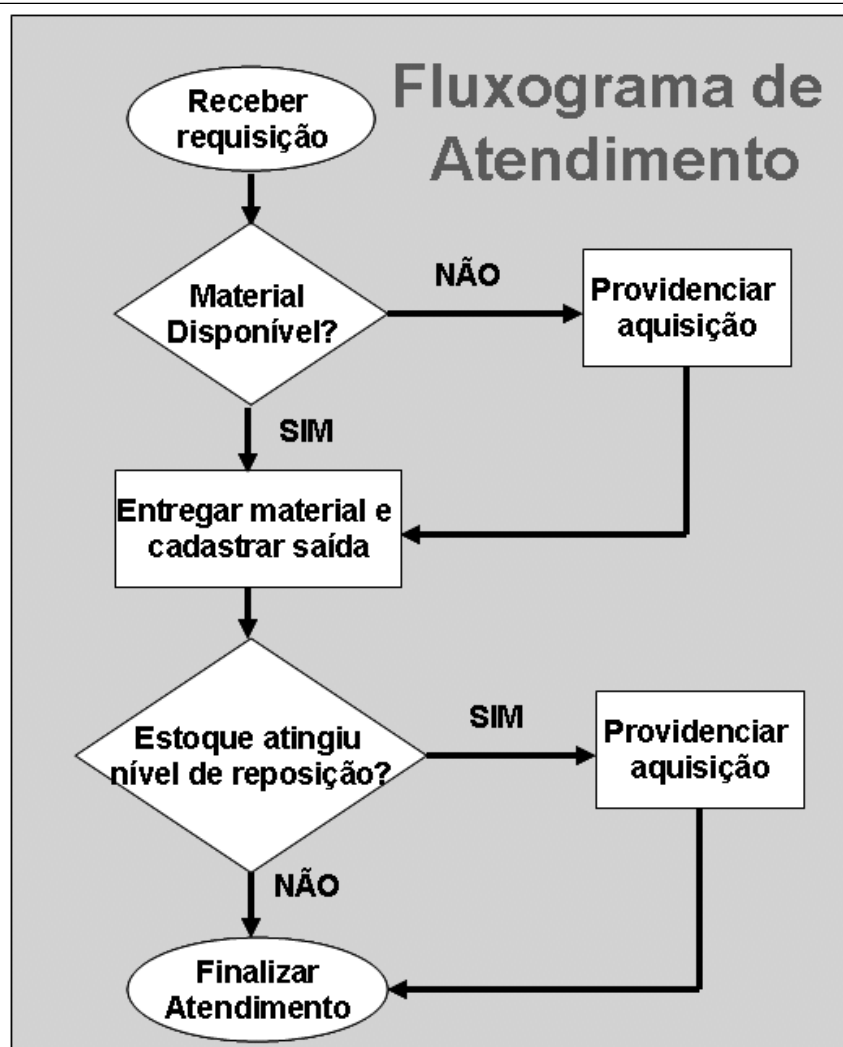 Fluxograma de
Atendimento
Receber
requisição
Material
Disponível?
NÃO
Providenciar
aquisição
SIM
Entregar material e
cadastrar saída
Estoque atingiu
nível de reposição?
SIM
Providenciar
aquisição
NÃO
Finalizar
Atendimento